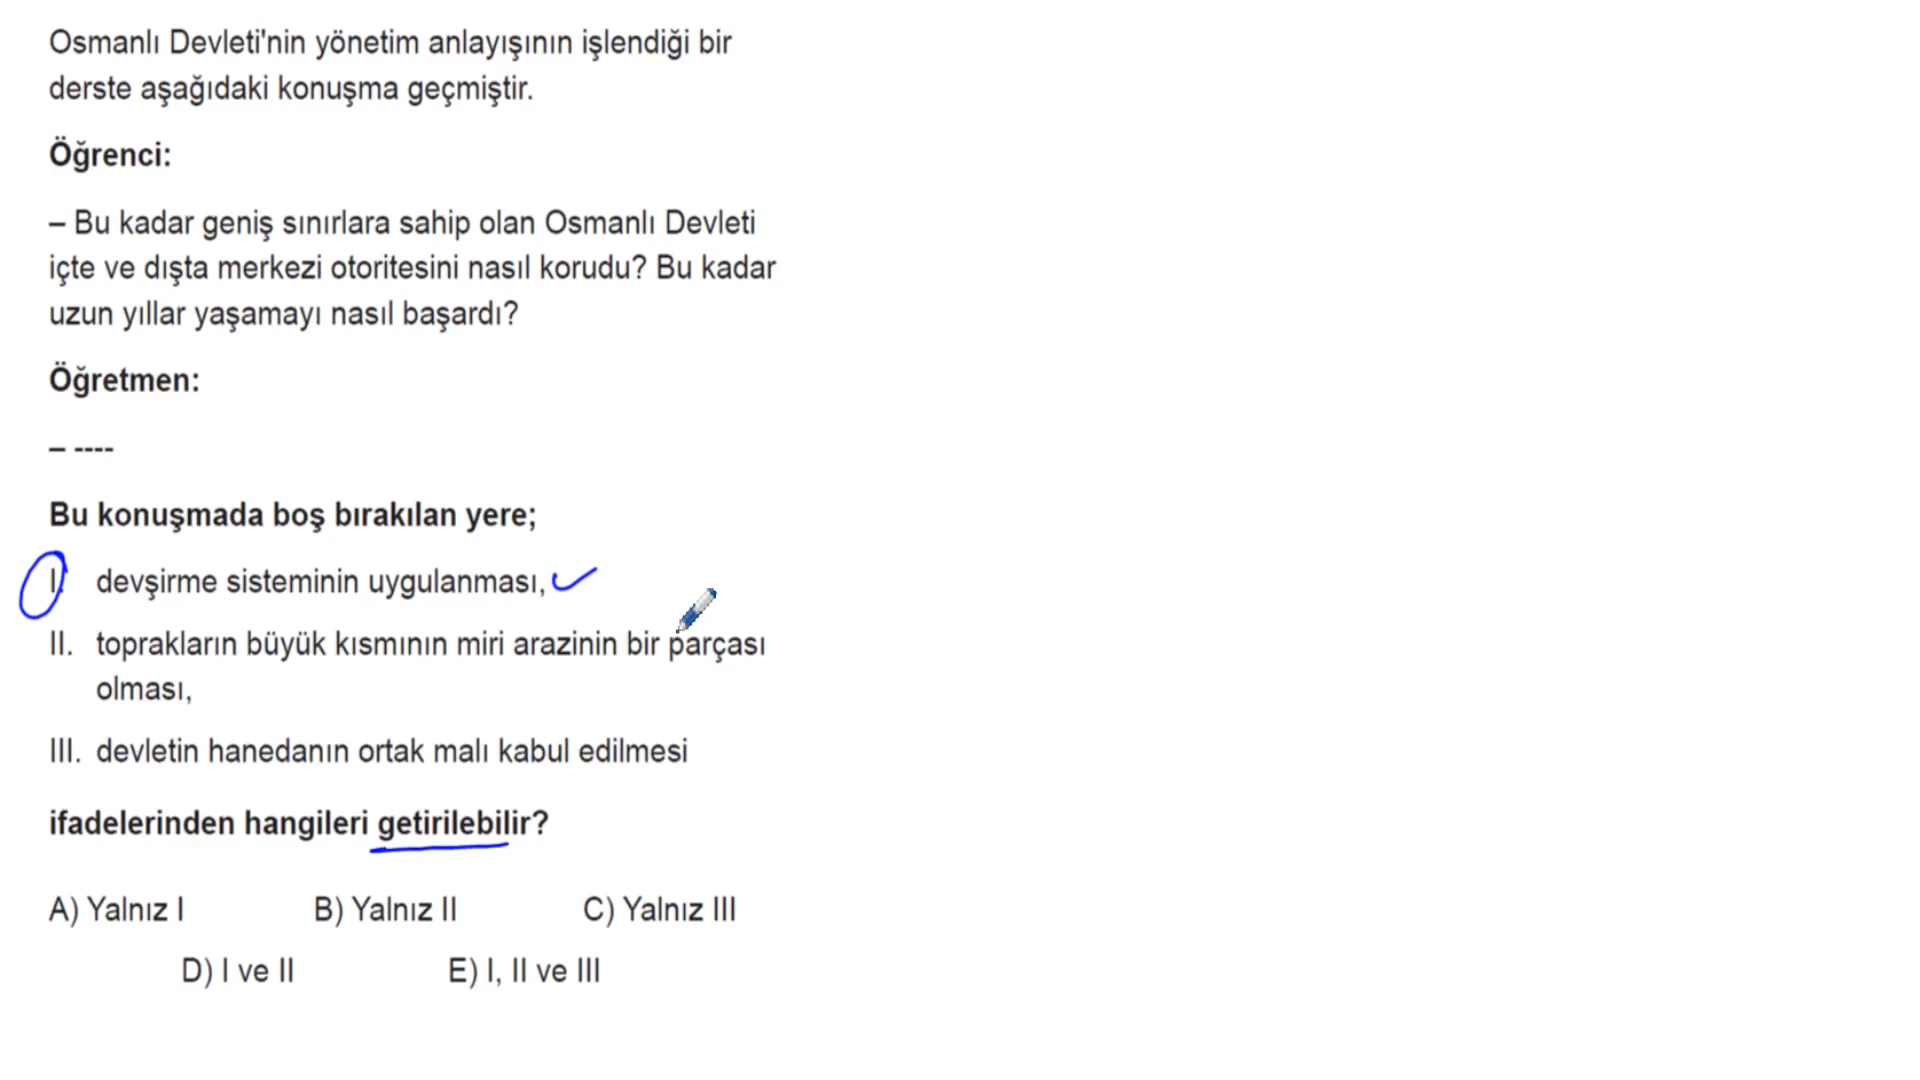 Osmanlı Devleti'nin yönetim anlayışının işlendiği bir
derste aşağıdaki konuşma geçmiştir.
Öğrenci:
– Bu kadar geniş sınırlara sahip olan Osmanlı Devleti
içte ve dışta merkezi otoritesini nasıl korudu? Bu kadar
uzun yıllar yaşamayı nasıl başardı?
Öğretmen:
– ----
Bu konuşmada boş bırakılan yere;
I. devşirme sisteminin uygulanması,
II. toprakların büyük kısmının miri arazinin bir parçası
olması,
III. devletin hanedanın ortak malı kabul edilmesi
ifadelerinden hangileri getirilebilir?
A) Yalnız I B) Yalnız II C) Yalnız III
D) I ve II E) I, II ve III